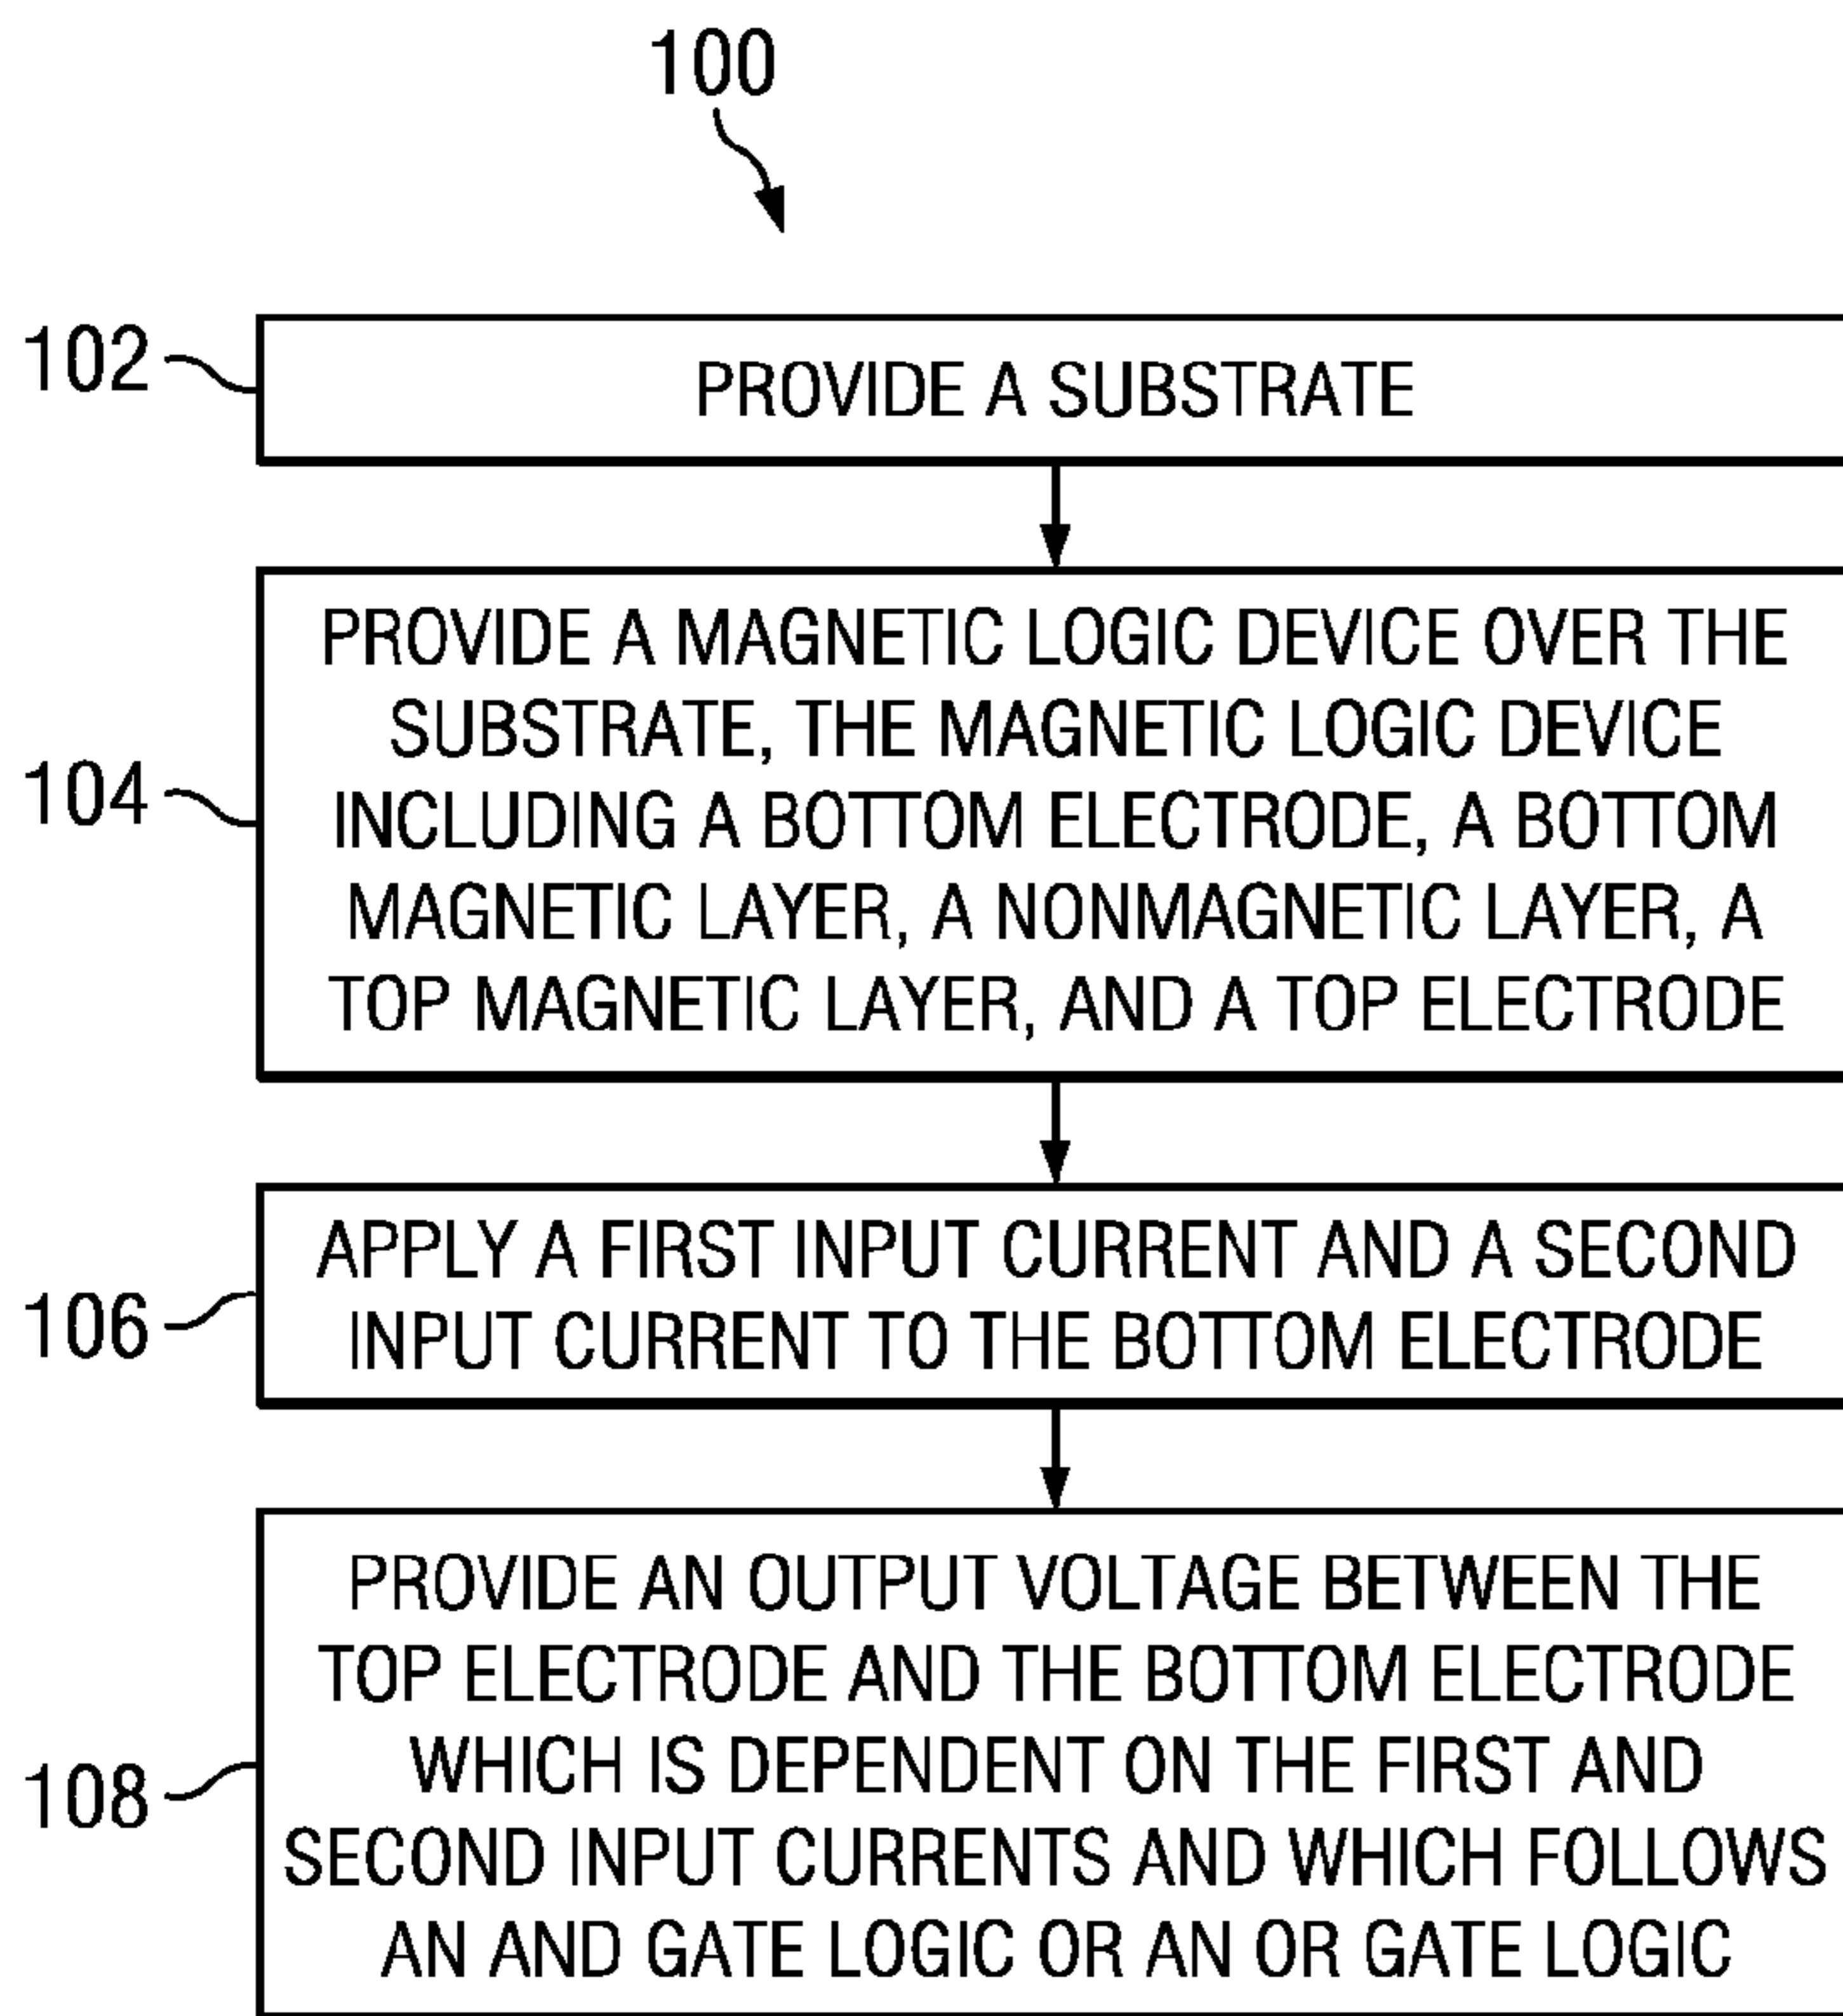 100
102
PROVIDE A SUBSTRATE
104
PROVIDE A MAGNETIC LOGIC DEVICE OVER THE
SUBSTRATE, THE MAGNETIC LOGIC DEVICE
INCLUDING A BOTTOM ELECTRODE, A BOTTOM
MAGNETIC LAYER, A NONMAGNETIC LAYER, A
TOP MAGNETIC LAYER, AND A TOP ELECTRODE
106
APPLY A FIRST INPUT CURRENT AND A SECOND
INPUT CURRENT TO THE BOTTOM ELECTRODE
108
PROVIDE AN OUTPUT VOLTAGE BETWEEN THE
TOP ELECTRODE AND THE BOTTOM ELECTRODE
WHICH IS DEPENDENT ON THE FIRST AND
SECOND INPUT CURRENTS AND WHICH FOLLOWS
AN AND GATE LOGIC OR AN OR GATE LOGIC